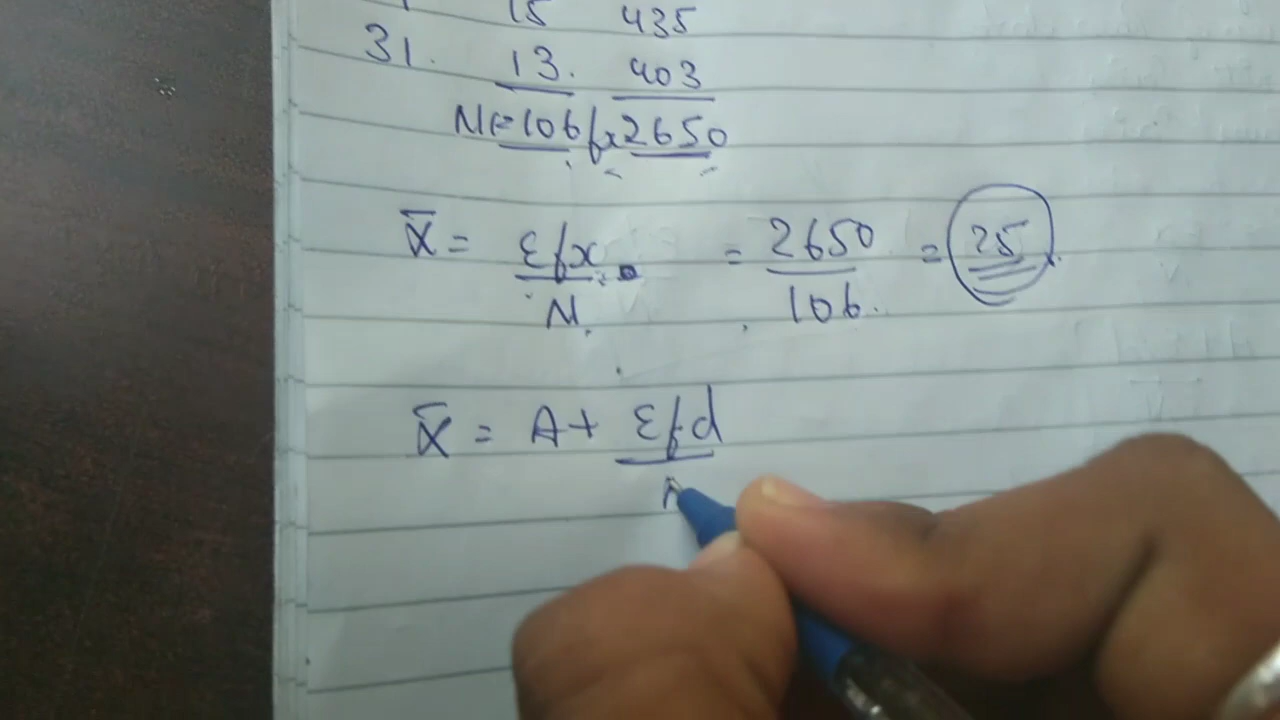 15 435
31. 13. 403
N=106 fx 2650
X̄ = Σfx / N = 2650 / 106. = 25
X̄ = A+ Σfd / N